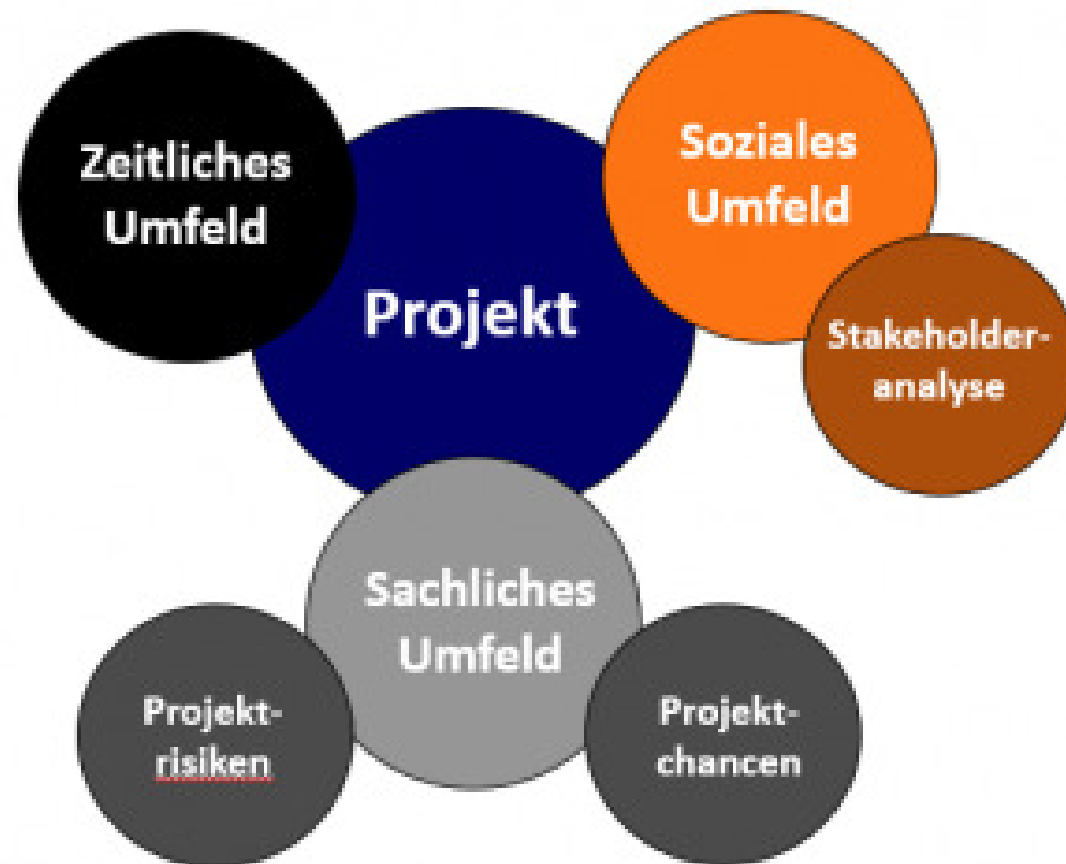 Zeitliches
Umfeld
Soziales
Umfeld
Projekt
Stakeholder-
analyse
Sachliches
Umfeld
Projekt-
risiken
Projekt-
chancen